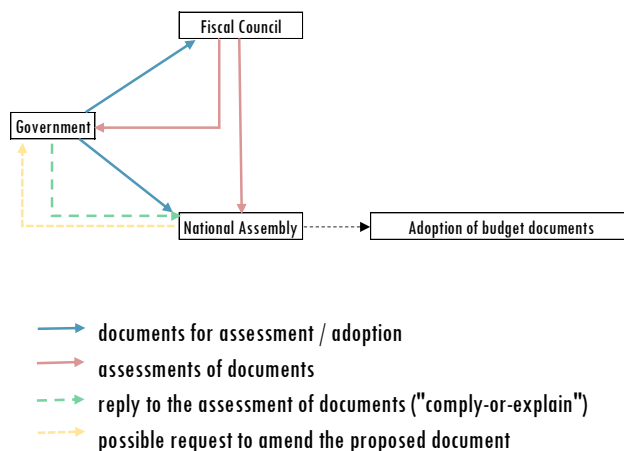 Fiscal Council
Government
National Assembly
Adoption of budget documents
documents for assessment / adoption
assessments of documents
reply to the assessment of documents ("comply-or-explain")
possible request to amend the proposed document